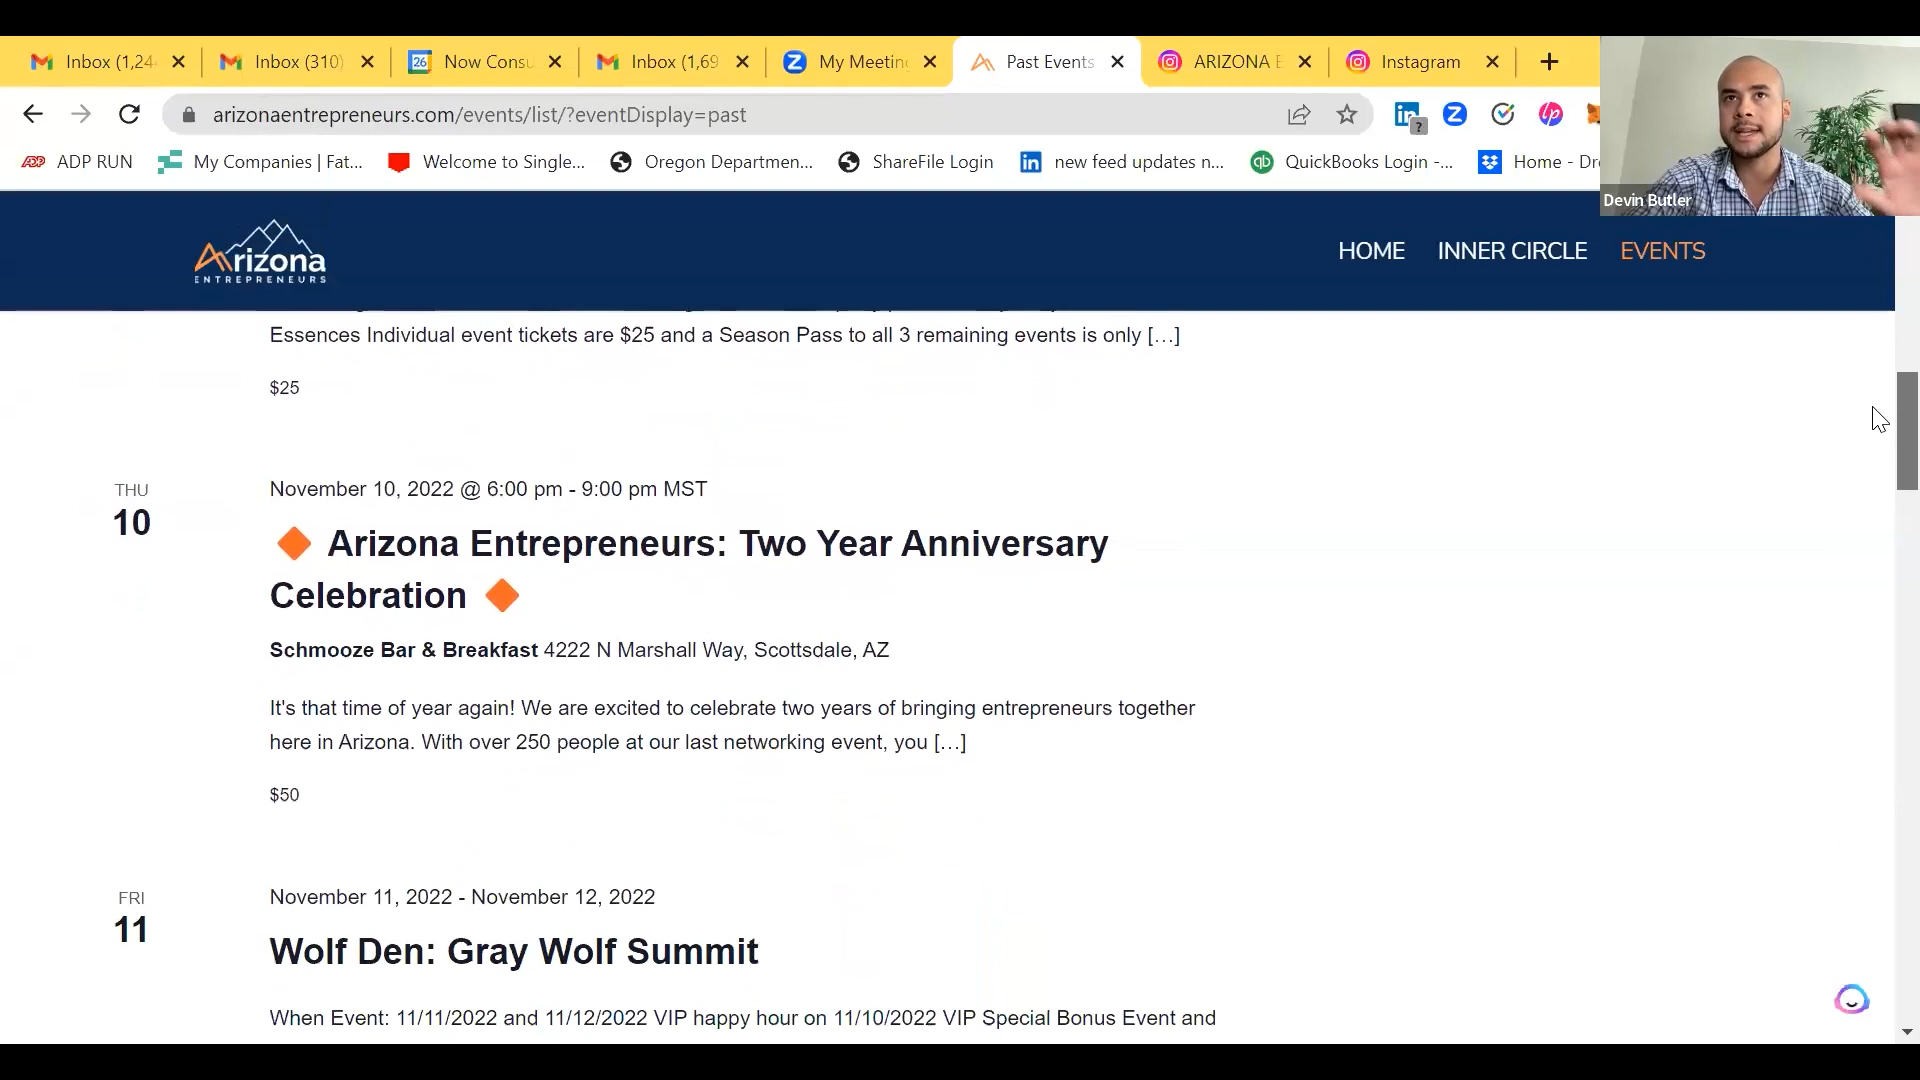 Inbox (1,24
Inbox (310)
26
Now Consu
Inbox (1,69
My Meeting
Past Events
ARIZONA E
Instagram
arizonaentrepreneurs.com/events/list/?eventDisplay=past
ADP RUN
My Companies | Fat...
Welcome to Single...
Oregon Departmen...
ShareFile Login
new feed updates n...
QuickBooks Login -...
Home - Dr
Devin Butler
Arizona
ENTREPRENEURS
HOME
INNER CIRCLE
EVENTS
Essences Individual event tickets are $25 and a Season Pass to all 3 remaining events is only […]
$25
THU
10
November 10, 2022 @ 6:00 pm - 9:00 pm MST
Arizona Entrepreneurs: Two Year Anniversary
Celebration
Schmooze Bar & Breakfast 4222 N Marshall Way, Scottsdale, AZ
It's that time of year again! We are excited to celebrate two years of bringing entrepreneurs together
here in Arizona. With over 250 people at our last networking event, you […]
$50
FRI
11
November 11, 2022 - November 12, 2022
Wolf Den: Gray Wolf Summit
When Event: 11/11/2022 and 11/12/2022 VIP happy hour on 11/10/2022 VIP Special Bonus Event and